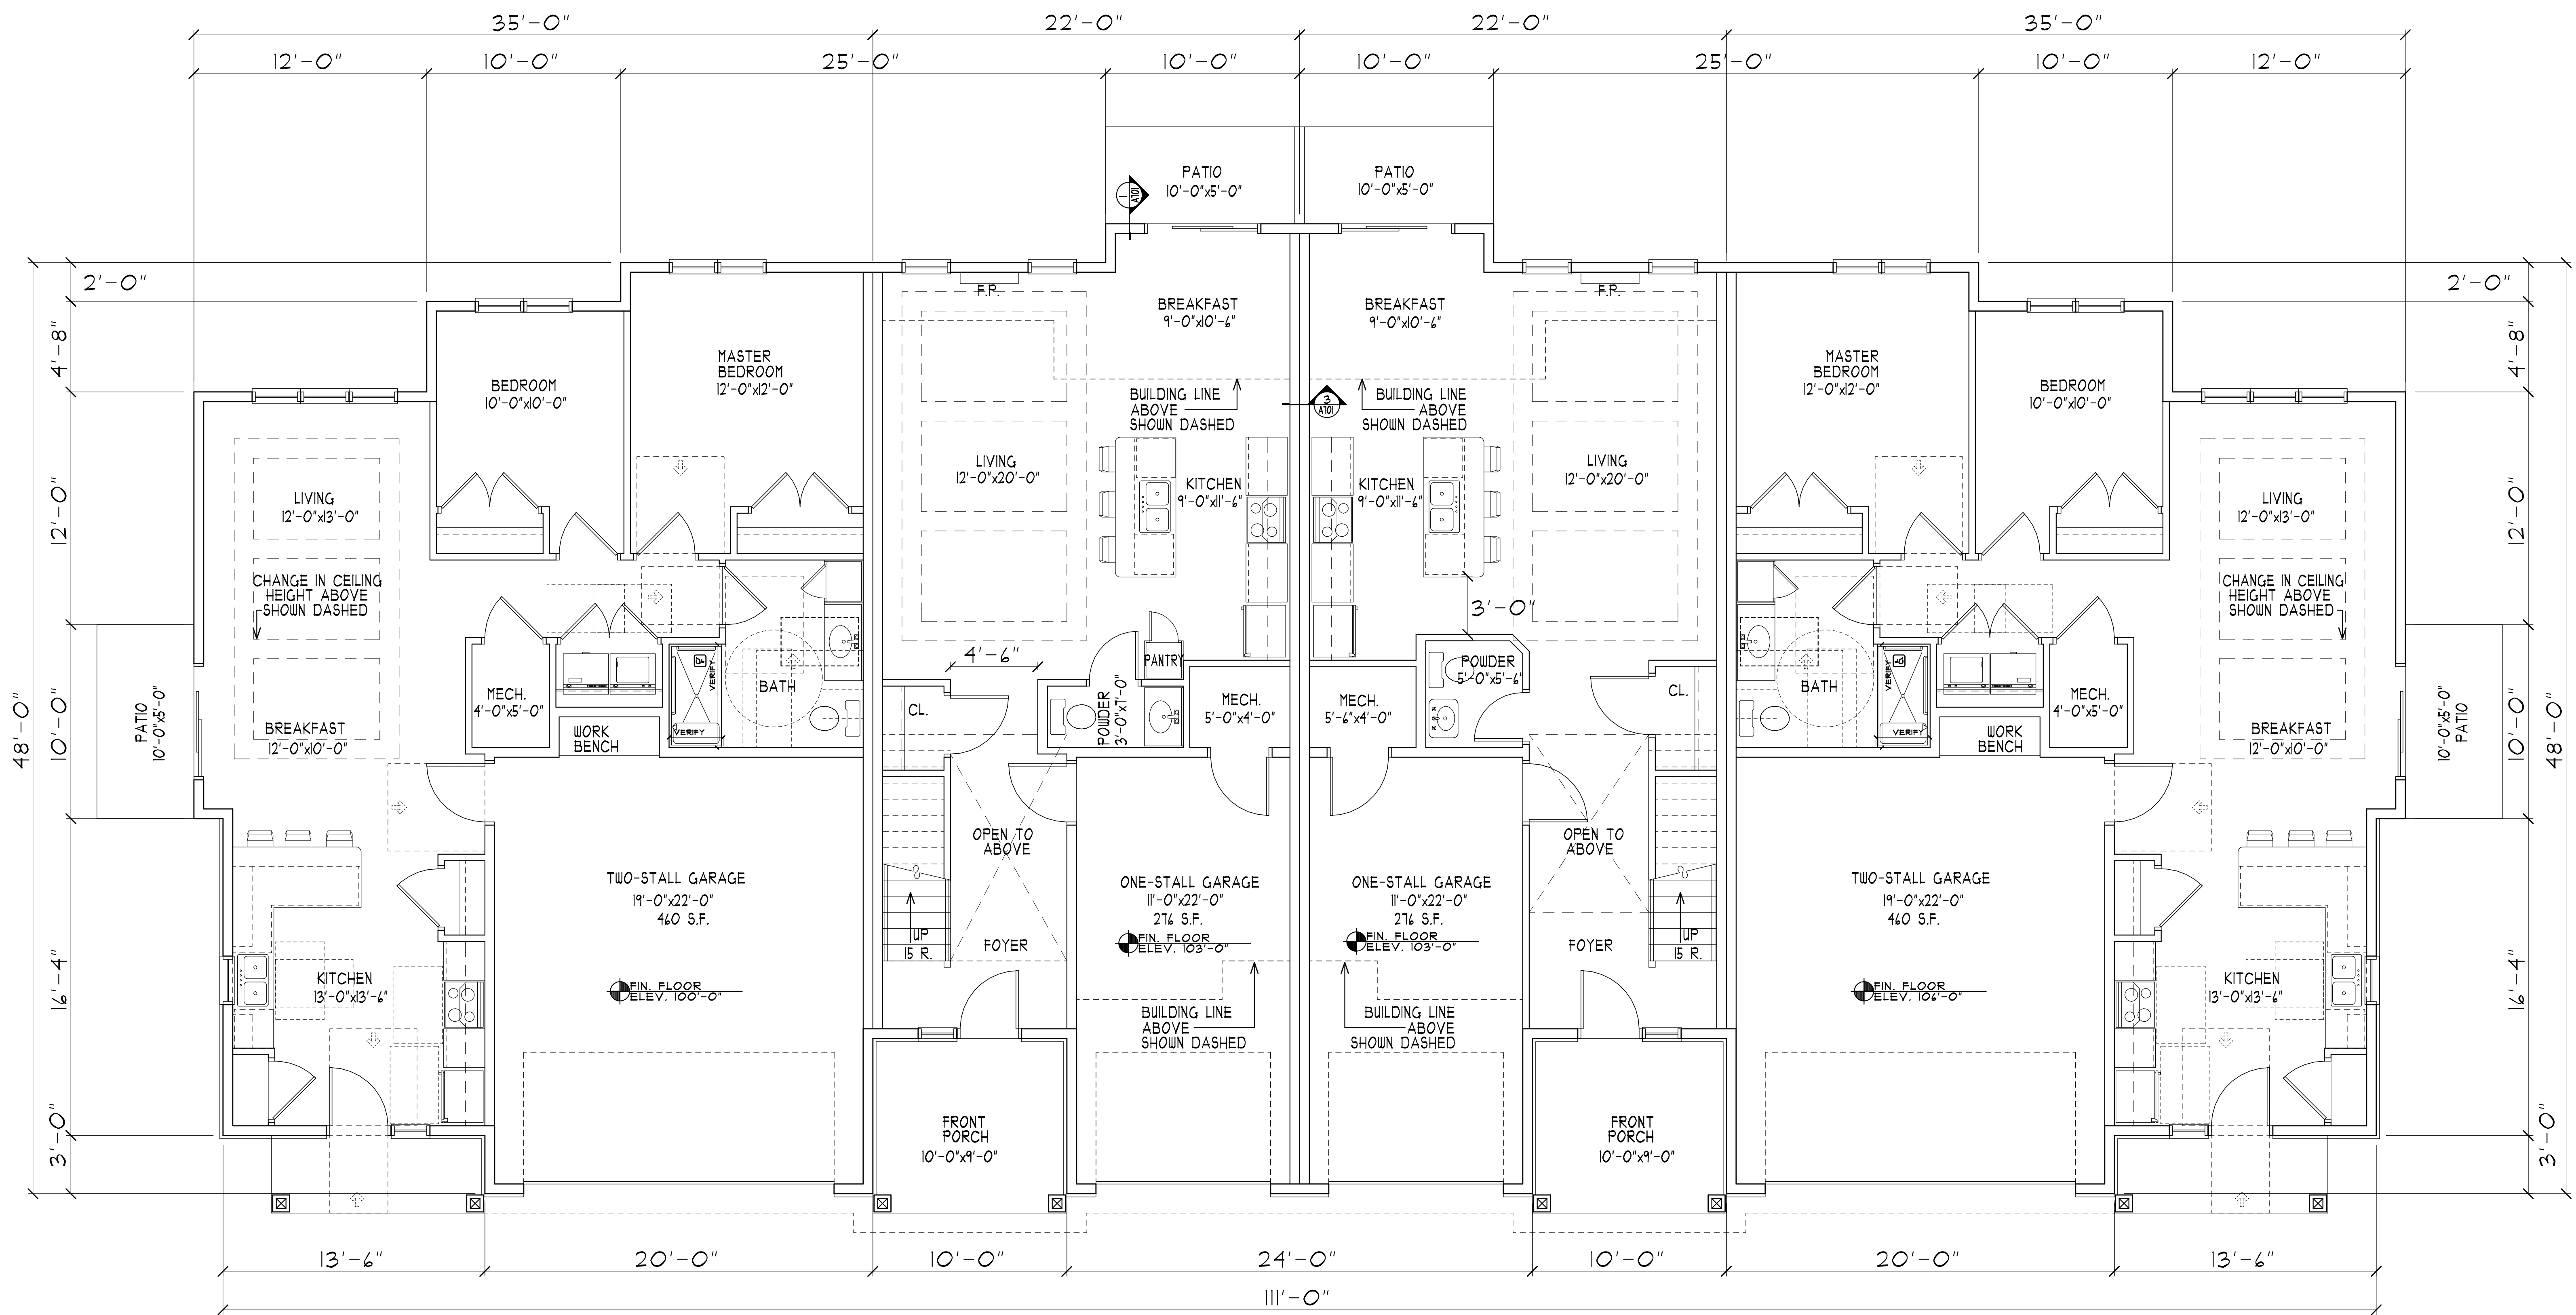 35'-0"
22'-0"
22'-0"
35'-0"
12'-0"
10'-0"
25'-0"
10'-0"
10'-0"
25'-0"
10'-0"
12'-0"
PATIO
10'-0"x5'-0"
PATIO
10'-0"x5'-0"
1
A701
2'-0"
2'-0"
F.P.
F.P.
BREAKFAST
9'-0"x10'-6"
BREAKFAST
9'-0"x10'-6"
4'-8"
4'-8"
MASTER
BEDROOM
12'-0"x12'-0"
MASTER
BEDROOM
12'-0"x12'-0"
BEDROOM
10'-0"x10'-0"
BEDROOM
10'-0"x10'-0"
BUILDING LINE
ABOVE
SHOWN DASHED
3
A701
BUILDING LINE
ABOVE
SHOWN DASHED
LIVING
12'-0"x13'-0"
LIVING
12'-0"x20'-0"
KITCHEN
9'-0"x11'-6"
KITCHEN
9'-0"x11'-6"
LIVING
12'-0"x20'-0"
LIVING
12'-0"x13'-0"
12'-0"
12'-0"
CHANGE IN CEILING
HEIGHT ABOVE
SHOWN DASHED
CHANGE IN CEILING
HEIGHT ABOVE
SHOWN DASHED
3'-0"
4'-6"
PANTRY
POWDER
3'-0"x7'-0"
POWDER
5'-0"x5'-6"
48'-0"
10'-0"
PATIO
10'-0"x5'-0"
BREAKFAST
12'-0"x10'-0"
MECH.
4'-0"x5'-0"
WORK
BENCH
VERIFY
VERIFY
BATH
CL.
MECH.
5'-0"x4'-0"
MECH.
5'-6"x4'-0"
CL.
BATH
VERIFY
VERIFY
WORK
BENCH
MECH.
4'-0"x5'-0"
BREAKFAST
12'-0"x10'-0"
10'-0"x5'-0"
PATIO
10'-0"
48'-0"
OPEN TO
ABOVE
OPEN TO
ABOVE
TWO-STALL GARAGE
19'-0"x22'-0"
460 S.F.
ONE-STALL GARAGE
11'-0"x22'-0"
276 S.F.
ONE-STALL GARAGE
11'-0"x22'-0"
276 S.F.
TWO-STALL GARAGE
19'-0"x22'-0"
460 S.F.
UP
15 R.
FOYER
FIN. FLOOR
ELEV. 103'-0"
FIN. FLOOR
ELEV. 103'-0"
FOYER
UP
15 R.
16'-4"
KITCHEN
13'-0"x13'-6"
FIN. FLOOR
ELEV. 100'-0"
FIN. FLOOR
ELEV. 106'-0"
KITCHEN
13'-0"x13'-6"
16'-4"
BUILDING LINE
ABOVE
SHOWN DASHED
BUILDING LINE
ABOVE
SHOWN DASHED
3'-0"
FRONT
PORCH
10'-0"x9'-0"
FRONT
PORCH
10'-0"x9'-0"
3'-0"
13'-6"
20'-0"
10'-0"
24'-0"
10'-0"
20'-0"
13'-6"
111'-0"